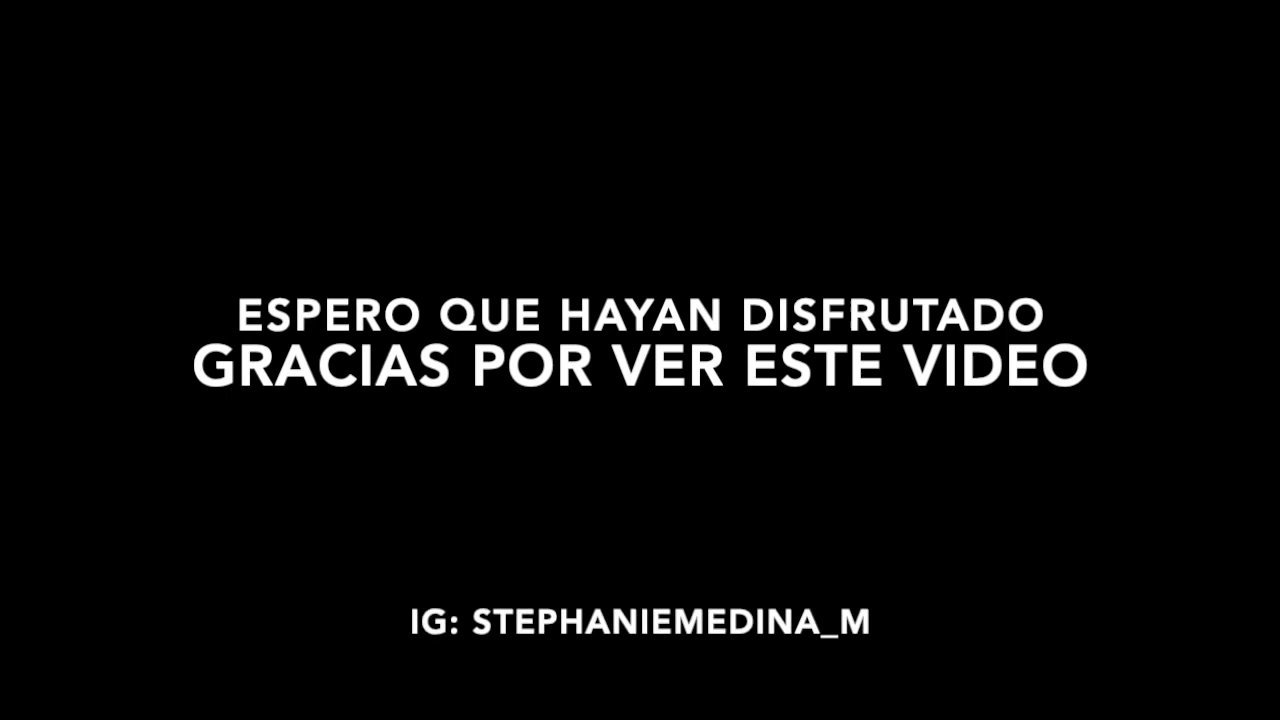 ESPERO QUE HAYAN DISFRUTADO
GRACIAS POR VER ESTE VIDEO
IG: STEPHANIEMEDINA_M